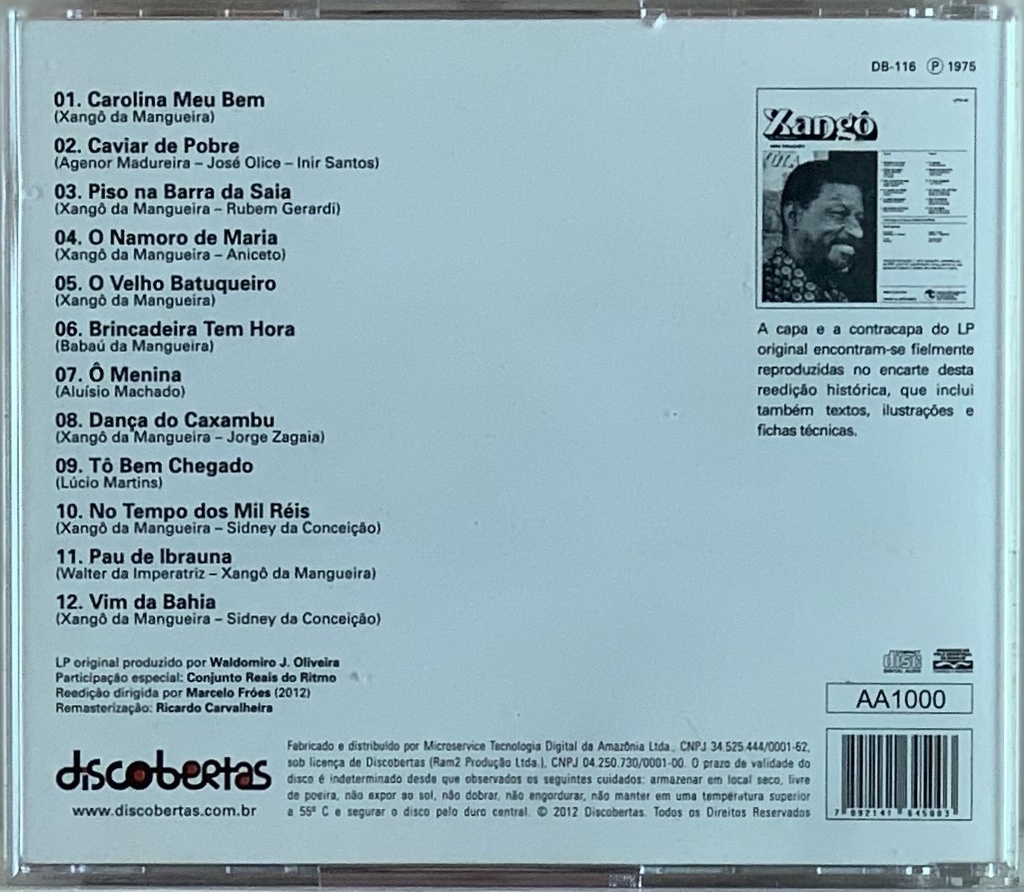 DB-116 ℗ 1975
01. Carolina Meu Bem
(Xangô da Mangueira)
02. Caviar de Pobre
(Agenor Madureira – José Olice – Inir Santos)
03. Piso na Barra da Saia
(Xangô da Mangueira – Rubem Gerardi)
04. O Namoro de Maria
(Xangô da Mangueira – Aniceto)
05. O Velho Batuqueiro
(Xangô da Mangueira)
06. Brincadeira Tem Hora
(Babaú da Mangueira)
07. Ô Menina
(Aluísio Machado)
08. Dança do Caxambu
(Xangô da Mangueira – Jorge Zagaia)
09. Tô Bem Chegado
(Lúcio Martins)
10. No Tempo dos Mil Réis
(Xangô da Mangueira – Sidney da Conceição)
11. Pau de Ibrauna
(Walter da Imperatriz – Xangô da Mangueira)
12. Vim da Bahia
(Xangô da Mangueira – Sidney da Conceição)
Xangô
A capa e a contracapa do LP
original encontram-se fielmente
reproduzidas no encarte desta
reedição histórica, que inclui
também textos, ilustrações e
fichas técnicas.
LP original produzido por Waldomiro J. Oliveira
Participação especial: Conjunto Reais do Ritmo
Reedição dirigida por Marcelo Fróes (2012)
Remasterização: Ricardo Carvalheira
disc
AA1000
discobertas
www.discobertas.com.br
Fabricado e distribuído por Microservice Tecnologia Digital da Amazônia Ltda., CNPJ 34.525.444/0001-62,
sob licença de Discobertas (Ram2 Produção Ltda.), CNPJ 04.250.730/0001-00. O prazo de validade do
disco é indeterminado desde que observados os seguintes cuidados: armazenar em local seco, livre
de poeira, não expor ao sol, não dobrar, não engordurar, não manter em uma temperatura superior
a 55º C e segurar o disco pelo duro central. © 2012 Discobertas. Todos os Direitos Reservados
7 892141 645003